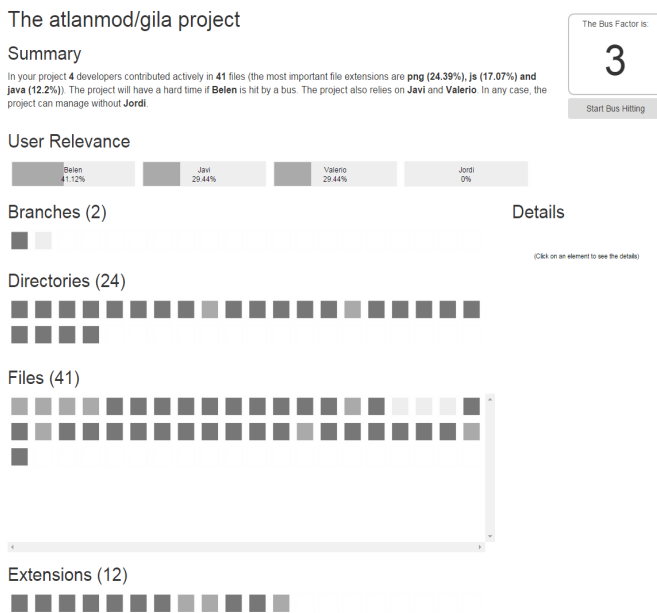 The atlanmod/gila project
The Bus Factor is:
3
Start Bus Hitting
Summary
In your project 4 developers contributed actively in 41 files (the most important file extensions are png (24.39%), js (17.07%) and
java (12.2%)). The project will have a hard time if Belen is hit by a bus. The project also relies on Javi and Valerio. In any case, the
project can manage without Jordi.
User Relevance
Belen
41.12%
Javi
29.44%
Valerio
29.44%
Jordi
0%
Branches (2)
Details
(Click on an element to see the details)
Directories (24)
Files (41)
Extensions (12)